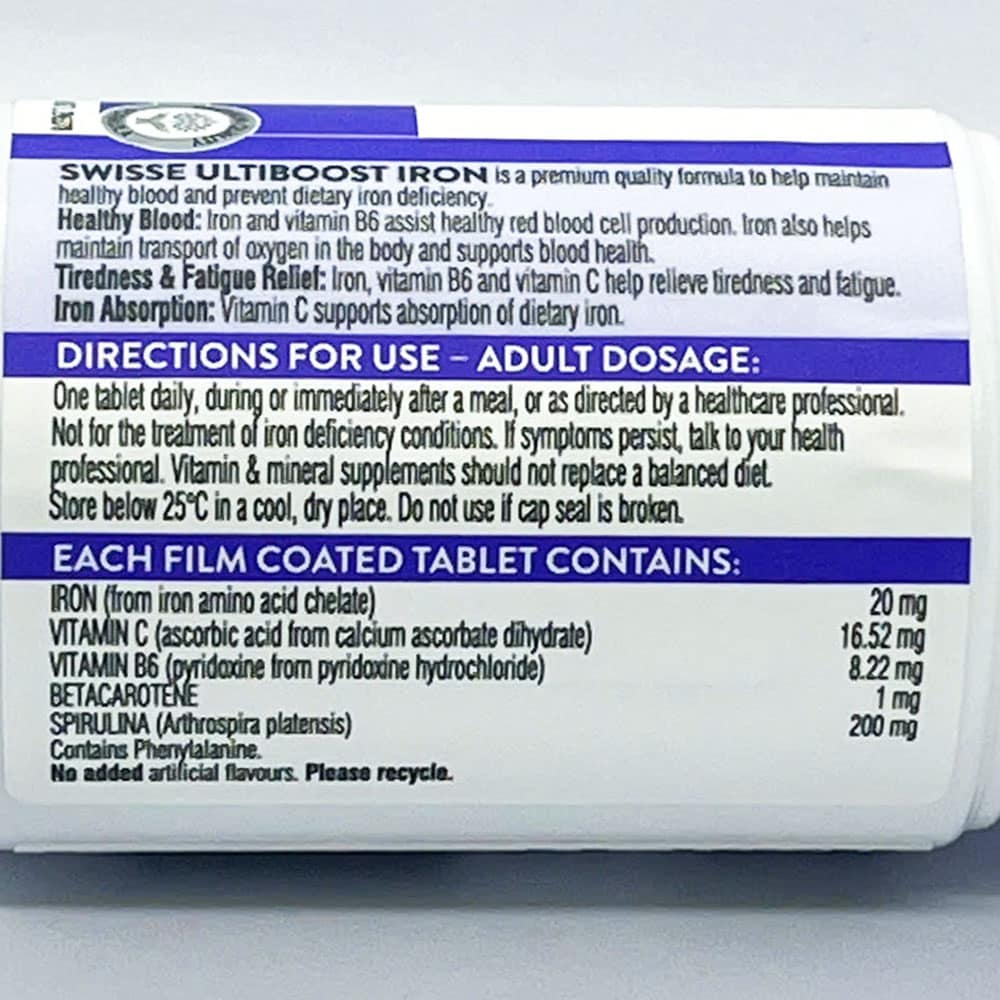 SWISSE ULTIBOOST IRON is a premium quality formula to help maintain
healthy blood and prevent dietary iron deficiency.
Healthy Blood: Iron and vitamin B6 assist healthy red blood cell production. Iron also helps
maintain transport of oxygen in the body and supports blood health.
Tiredness & Fatigue Relief: Iron, vitamin B6 and vitamin C help relieve tiredness and fatigue.
Iron Absorption: Vitamin C supports absorption of dietary iron.
DIRECTIONS FOR USE – ADULT DOSAGE:
One tablet daily, during or immediately after a meal, or as directed by a healthcare professional.
Not for the treatment of iron deficiency conditions. If symptoms persist, talk to your health
professional. Vitamin & mineral supplements should not replace a balanced diet.
Store below 25°C in a cool, dry place. Do not use if cap seal is broken.
EACH FILM COATED TABLET CONTAINS:
IRON (from iron amino acid chelate) 20 mg
VITAMIN C (ascorbic acid from calcium ascorbate dihydrate) 16.52 mg
VITAMIN B6 (pyridoxine from pyridoxine hydrochloride) 8.22 mg
BETACAROTENE 1 mg
SPIRULINA (Arthrospira platensis) 200 mg
Contains Phenylalanine.
No added artificial flavours. Please recycle.